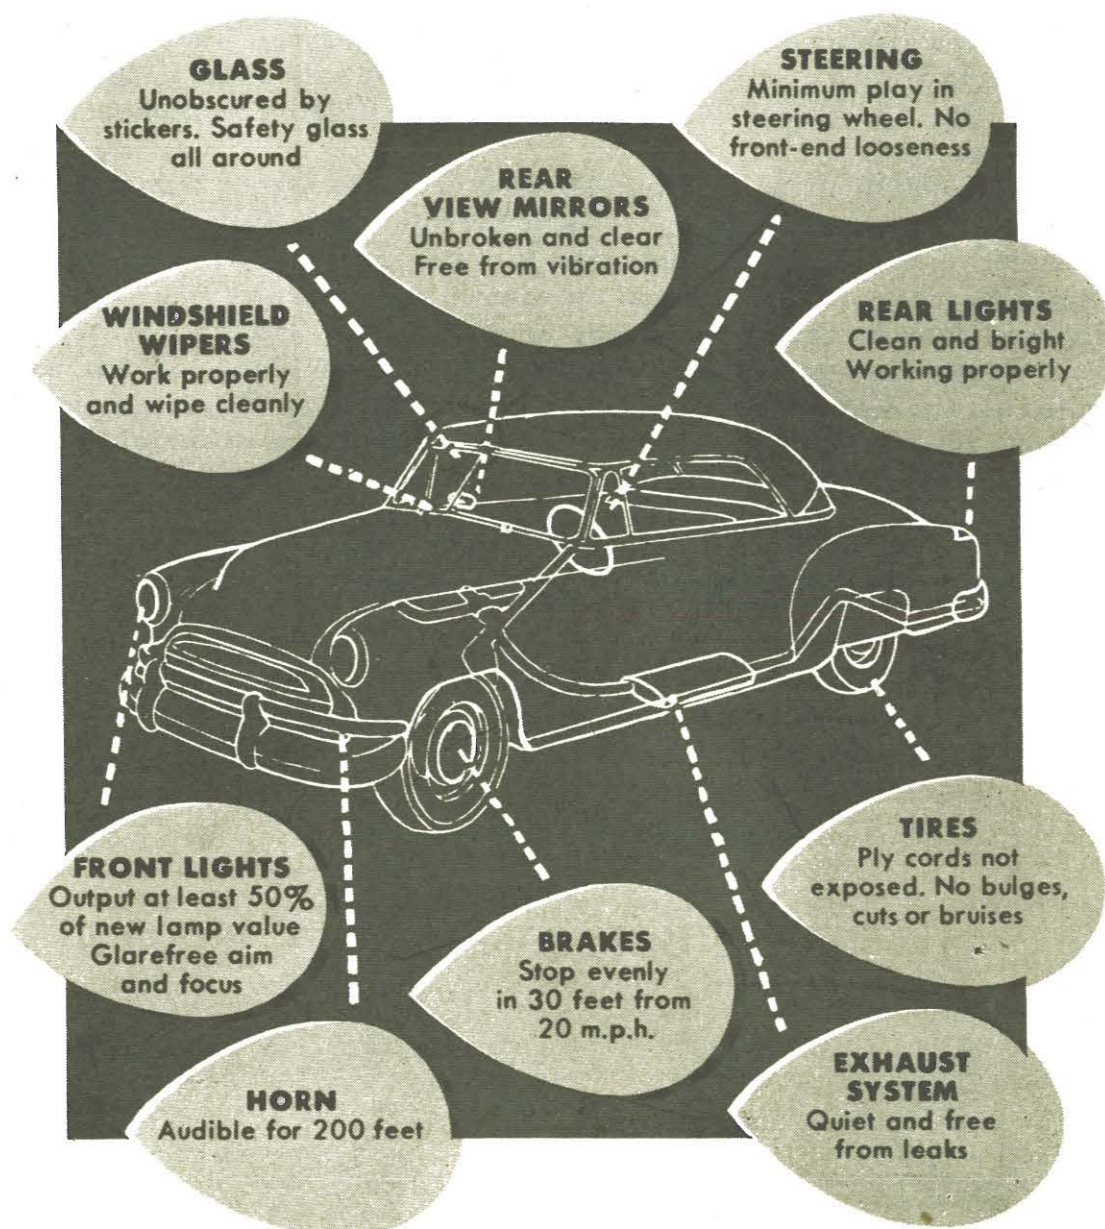 GLASS
Unobscured by
stickers. Safety glass
all around
STEERING
Minimum play in
steering wheel. No
front-end looseness
REAR
VIEW MIRRORS
Unbroken and clear
Free from vibration
WINDSHIELD
WIPERS
Work properly
and wipe cleanly
REAR LIGHTS
Clean and bright
Working properly
FRONT LIGHTS
Output at least 50%
of new lamp value
Glarefree aim
and focus
TIRES
Ply cords not
exposed. No bulges,
cuts or bruises
BRAKES
Stop evenly
in 30 feet from
20 m.p.h.
HORN
Audible for 200 feet
EXHAUST
SYSTEM
Quiet and free
from leaks